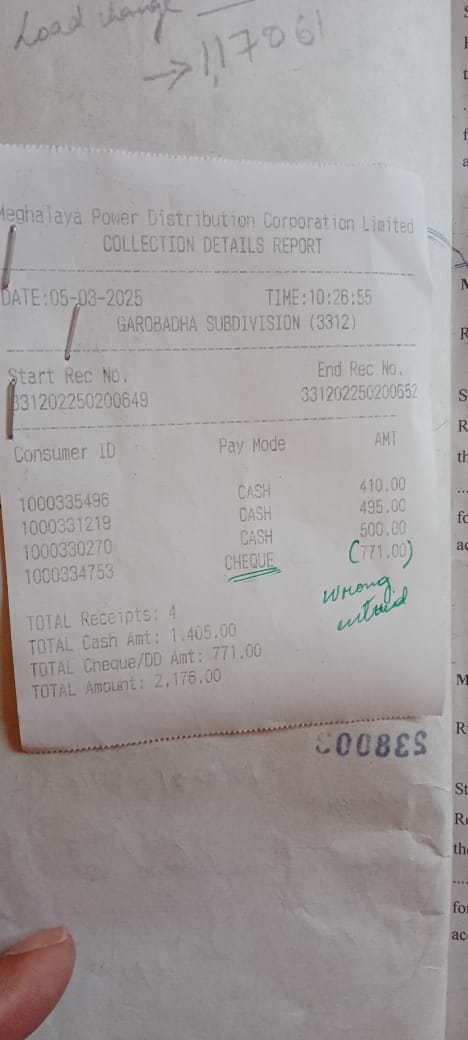 Load change
→ 1,17061
Meghalaya Power Distribution Corporation Limited
COLLECTION DETAILS REPORT
DATE:05-03-2025 TIME:10:26:55
GAROBADHA SUBDIVISION (3312)
Start Rec No. End Rec No.
331202250200649 331202250200652
Consumer ID Pay Mode AMT
1000335496 CASH 410.00
1000331219 CASH 495.00
1000330270 CASH 500.00
1000334753 CHEQUE (771.00)
Wrong
TOTAL Receipts: 4
TOTAL Cash Amt: 1,405.00
TOTAL Cheque/DD Amt: 771.00
TOTAL Amount: 2,176.00